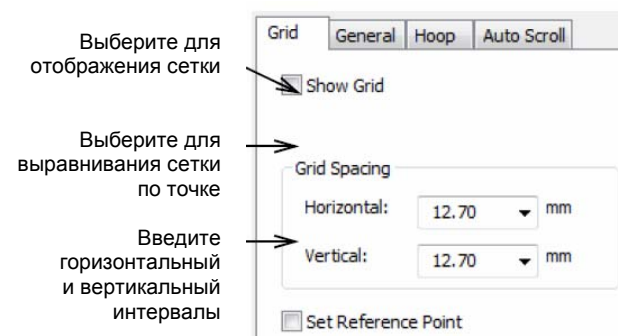 Выберите для
отображения сетки
Выберите для
выравнивания сетки
по точке
Введите
горизонтальный
и вертикальный
интервалы
Grid General Hoop Auto Scroll
Show Grid
Grid Spacing
Horizontal: 12.70 mm
Vertical: 12.70 mm
Set Reference Point